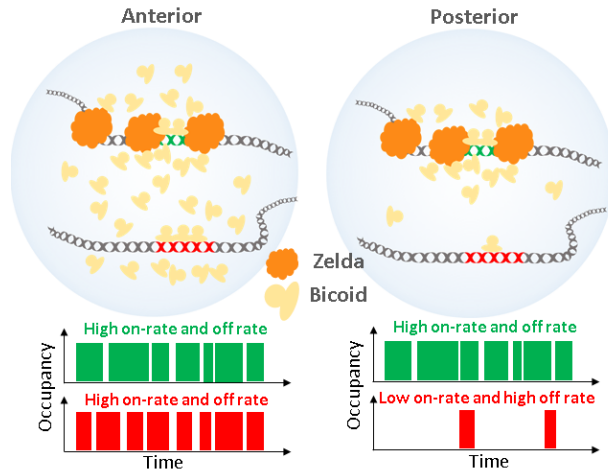 Anterior
Posterior
Zelda
Bicoid
High on-rate and off rate
High on-rate and off rate
Occupancy
Time
High on-rate and off rate
Low on-rate and high off rate
Occupancy
Time